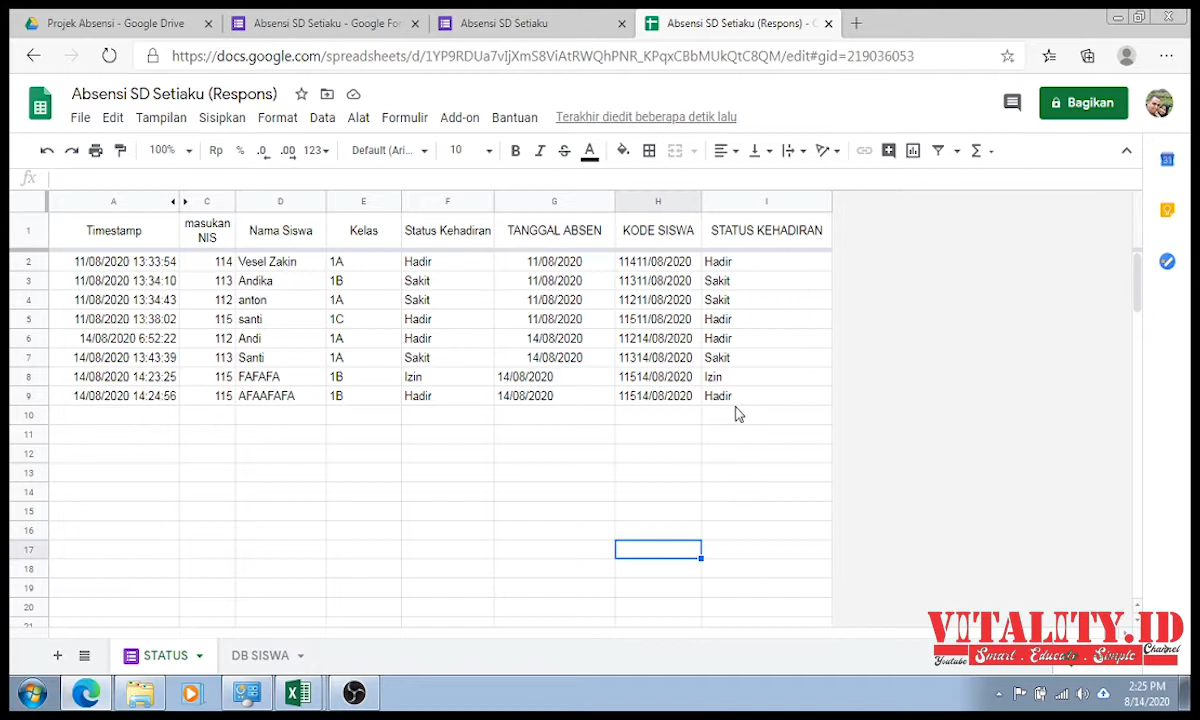 Projek Absensi - Google Drive
Absensi SD Setiaku - Google For
Absensi SD Setiaku
Absensi SD Setiaku (Respons) -
https://docs.google.com/spreadsheets/d/1YP9RDUa7vIjXmS8ViAtRWQhPNR_KPqxCBbMUkQtC8QM/edit#gid=219036053
Absensi SD Setiaku (Respons)
Bagikan
File Edit Tampilan Sisipkan Format Data Alat Formulir Add-on Bantuan Terakhir diedit beberapa detik lalu
100% Rp % .0 .00 123 Default (Ari... 10 B I S A Σ
fx
A C D E F G H I
1 Timestamp masukan NIS Nama Siswa Kelas Status Kehadiran TANGGAL ABSEN KODE SISWA STATUS KEHADIRAN
2 11/08/2020 13:33:54 114 Vesel Zakin 1A Hadir 11/08/2020 11411/08/2020 Hadir
3 11/08/2020 13:34:10 113 Andika 1B Sakit 11/08/2020 11311/08/2020 Sakit
4 11/08/2020 13:34:43 112 anton 1A Sakit 11/08/2020 11211/08/2020 Sakit
5 11/08/2020 13:38:02 115 santi 1C Hadir 11/08/2020 11511/08/2020 Hadir
6 14/08/2020 6:52:22 112 Andi 1A Hadir 14/08/2020 11214/08/2020 Hadir
7 14/08/2020 13:43:39 113 Santi 1A Sakit 14/08/2020 11314/08/2020 Sakit
8 14/08/2020 14:23:25 115 FAFAFA 1B Izin 14/08/2020 11514/08/2020 Izin
9 14/08/2020 14:24:56 115 AFAAFAFA 1B Hadir 14/08/2020 11514/08/2020 Hadir
10
11
12
13
14
15
16
17
18
19
20
21
31
VITALITY.ID
Youtube Smart . Educate . Simple Channel
STATUS DB SISWA
2:25 PM
8/14/2020